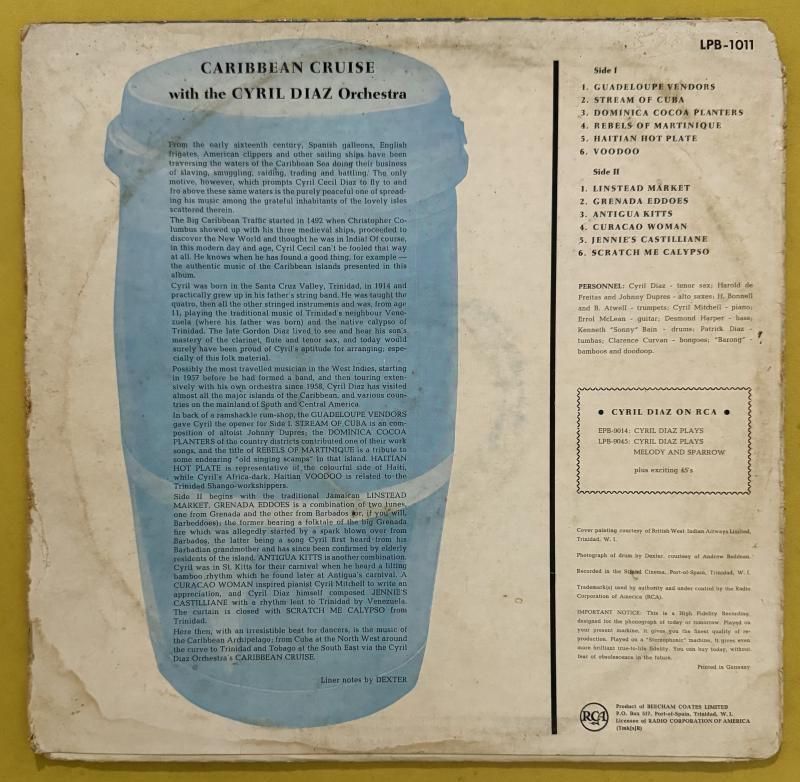 LPB-1011
CARIBBEAN CRUISE
with the CYRIL DIAZ Orchestra
From the early sixteenth century, Spanish galleons, English
frigates, American clippers and other sailing ships have been
traversing the waters of the Caribbean Sea doing their business
of slaving, smuggling, raiding, trading and battling. The only
motive, however, which prompts Cyril Cecil Diaz to fly to and
fro above these same waters is the purely peaceful one of spread-
ing his music among the grateful inhabitants of the lovely isles
scattered therein.
The Big Caribbean Traffic started in 1492 when Christopher Co-
lumbus showed up with his three medieval ships, proceeded to
discover the New World and thought he was in India! Of course,
in this modern day and age, Cyril Cecil can't be fooled that way
at all. He knows when he has found a good thing, for example —
the authentic music of the Caribbean islands presented in this
album.
Cyril was born in the Santa Cruz Valley, Trinidad, in 1914 and
practically grew up in his father's string band. He was taught the
quatro, then all the other stringed instruments and was, from age
11, playing the traditional music of Trinidad's neighbour Vene-
zuela (where his father was born) and the native calypso of
Trinidad. The late Gordon Diaz lived to see and hear his son's
mastery of the clarinet, flute and tenor sax, and today would
surely have been proud of Cyril's aptitude for arranging; espe-
cially of this folk material.
Possibly the most travelled musician in the West Indies, starting
in 1957 before he had formed a band, and then touring exten-
sively with his own orchestra since 1958, Cyril Diaz has visited
almost all the major islands of the Caribbean, and various coun-
tries on the mainland of South and Central America.
In back of a ramshackle rum-shop, the GUADELOUPE VENDORS
gave Cyril the opener for Side I. STREAM OF CUBA is an com-
position of altoist Johnny Dupres; the DOMINICA COCOA
PLANTERS of the country districts contributed one of their work
songs, and the title of REBELS OF MARTINIQUE is a tribute to
some endearing "old singing scamps" in that island. HAITIAN
HOT PLATE is representative of the colourful side of Haiti,
while Cyril's Africa-dark, Haitian VOODOO is related to the
Trinidad Shango-workshippers.
Side II begins with the traditional Jamaican LINSTEAD
MARKET. GRENADA EDDOES is a combination of two tunes,
one from Grenada and the other from Barbados (or, if you will,
Barbeddoes); the former bearing a folktale of the big Grenada
fire which was allegedly started by a spark blown over from
Barbados, the latter being a song Cyril first heard from his
Barbadian grandmother and has since been confirmed by elderly
residents of the island. ANTIGUA KITTS is another combination.
Cyril was in St. Kitts for their carnival when he heard a lilting
bamboo rhythm which he found later at Antigua's carnival. A
CURACAO WOMAN inspired pianist Cyril Mitchell to write an
appreciation, and Cyril Diaz himself composed JENNIE'S
CASTILLIANE with a rhythm lent to Trinidad by Venezuela.
The curtain is closed with SCRATCH ME CALYPSO from
Trinidad.
Here then, with an irresistible beat for dancers, is the music of
the Caribbean Archipelago; from Cuba at the North West around
the curve to Trinidad and Tobago at the South East via the Cyril
Diaz Orchestra's CARIBBEAN CRUISE.
Liner notes by DEXTER
Side I
1. GUADELOUPE VENDORS
2. STREAM OF CUBA
3. DOMINICA COCOA PLANTERS
4. REBELS OF MARTINIQUE
5. HAITIAN HOT PLATE
6. VOODOO
Side II
1. LINSTEAD MARKET
2. GRENADA EDDOES
3. ANTIGUA KITTS
4. CURACAO WOMAN
5. JENNIE'S CASTILLIANE
6. SCRATCH ME CALYPSO
PERSONNEL: Cyril Diaz - tenor sax; Harold de
Freitas and Johnny Dupres - alto saxes; H. Bonnell
and B. Atwell - trumpets; Cyril Mitchell - piano;
Errol McLean - guitar; Desmond Harper - bass;
Kenneth "Sonny" Bain - drums; Patrick Diaz -
tumbas; Clarence Curvan - bongoes; "Barong" -
bamboos and doedoop.
• CYRIL DIAZ ON RCA •
EPB-9014: CYRIL DIAZ PLAYS
LPB-9045: CYRIL DIAZ PLAYS
MELODY AND SPARROW
plus exciting 45's
Cover painting courtesy of British West Indian Airways Limited,
Trinidad, W. I.
Photograph of drum by Dexter, courtesy of Andrew Beddeau.
Recorded in the Strand Cinema, Port-of-Spain, Trinidad, W. I.
Trademark(s) used by authority and under control by the Radio
Corporation of America (RCA).
IMPORTANT NOTICE: This is a High Fidelity Recording,
designed for the phonograph of today or tomorrow. Played on
your present machine, it gives you the finest quality of re-
production. Played on a "Stereophonic" machine, it gives even
more brilliant true-to-life fidelity. You can buy today, without
fear of obsolescence in the future.
Printed in Germany
RCA
Product of BEECHAM COATES LIMITED
P.O. Box 517, Port-of-Spain, Trinidad, W. I.
Licensee of RADIO CORPORATION OF AMERICA
(Tmk[s]R)